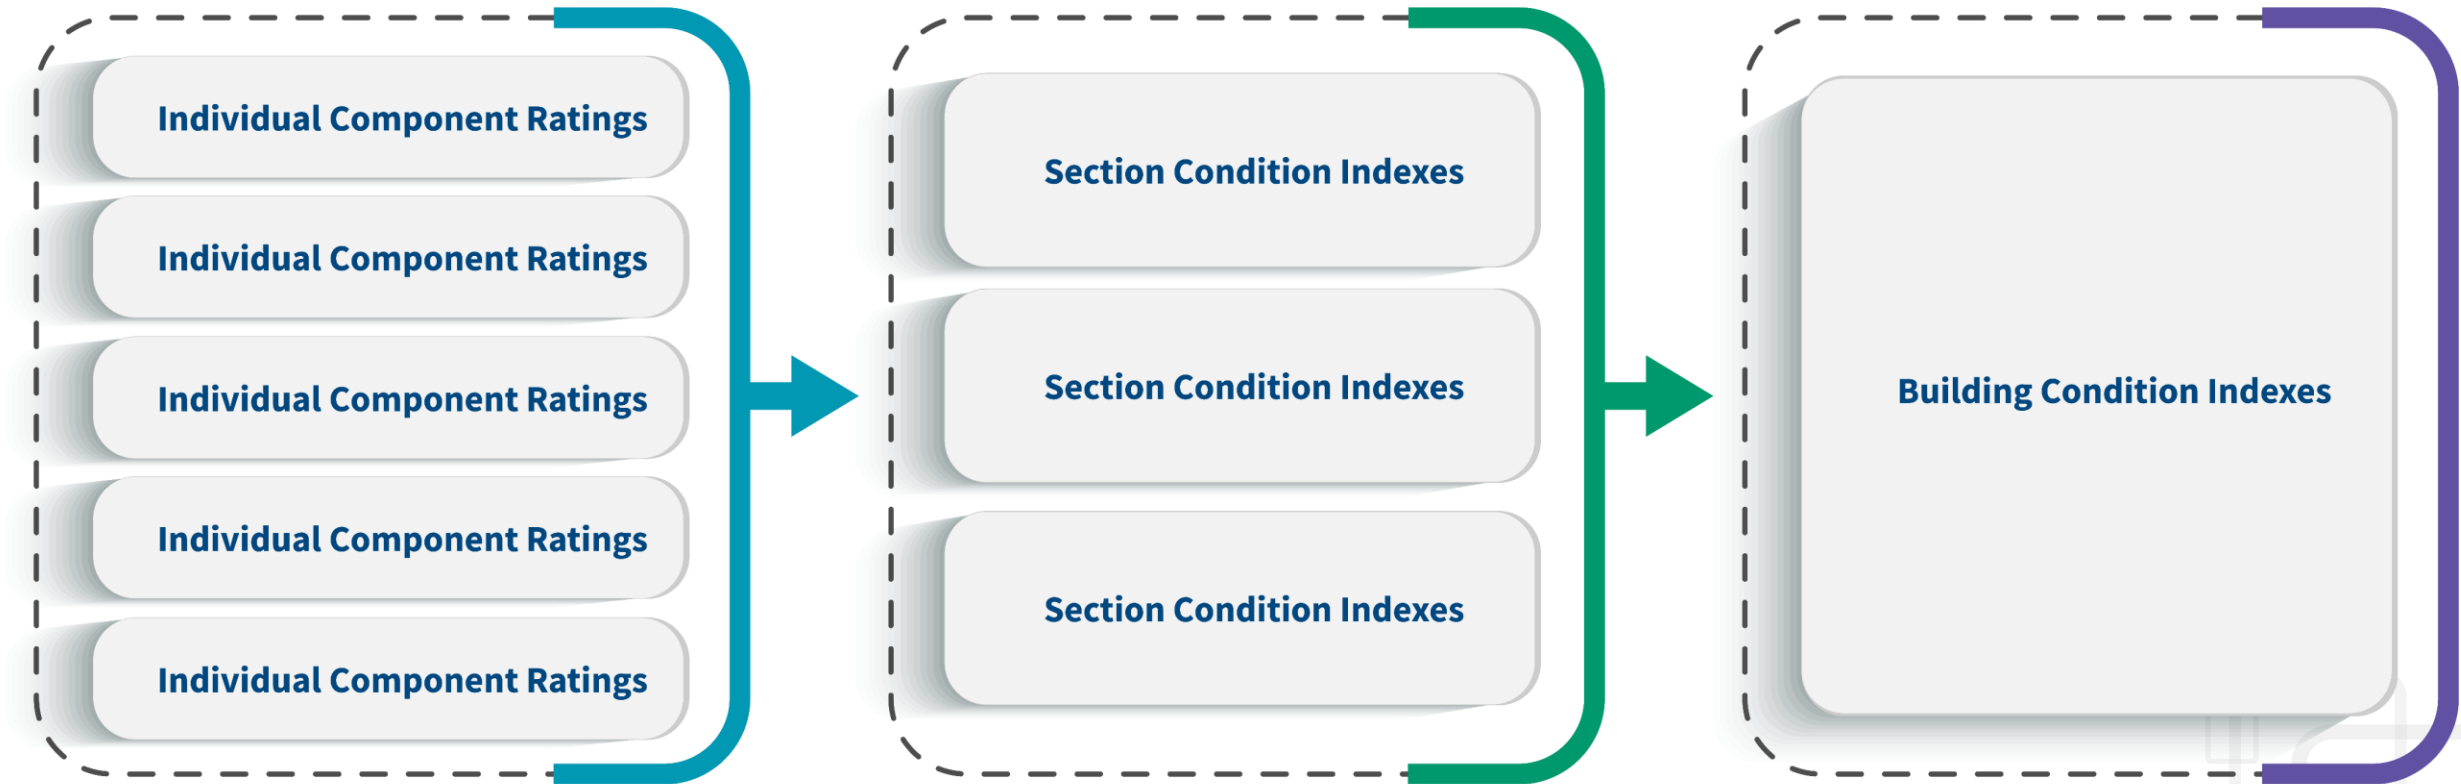 Individual Component Ratings
Individual Component Ratings
Individual Component Ratings
Individual Component Ratings
Individual Component Ratings
Section Condition Indexes
Section Condition Indexes
Section Condition Indexes
Building Condition Indexes